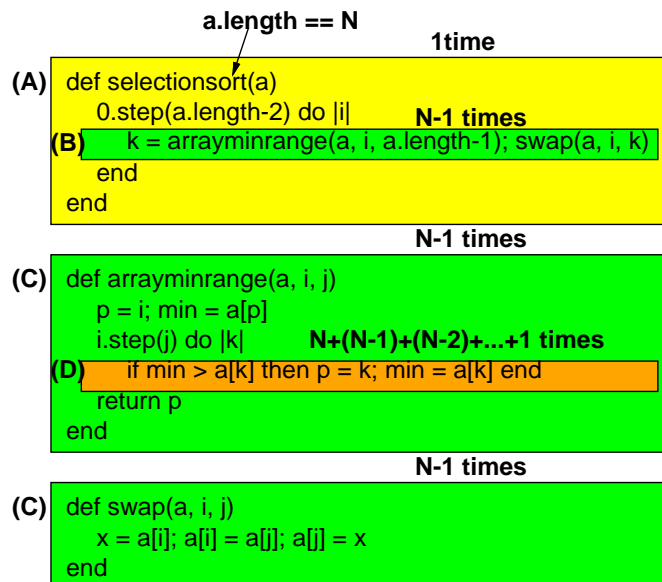 a.length == N
1time
(A) def selectionsort(a)
0.step(a.length-2) do |i|
N-1 times
(B) k = arrayminrange(a, i, a.length-1); swap(a, i, k)
end
end
N-1 times
(C) def arrayminrange(a, i, j)
p = i; min = a[p]
i.step(j) do |k| N+(N-1)+(N-2)+...+1 times
(D) if min > a[k] then p = k; min = a[k] end
return p
end
N-1 times
(C) def swap(a, i, j)
x = a[i]; a[i] = a[j]; a[j] = x
end